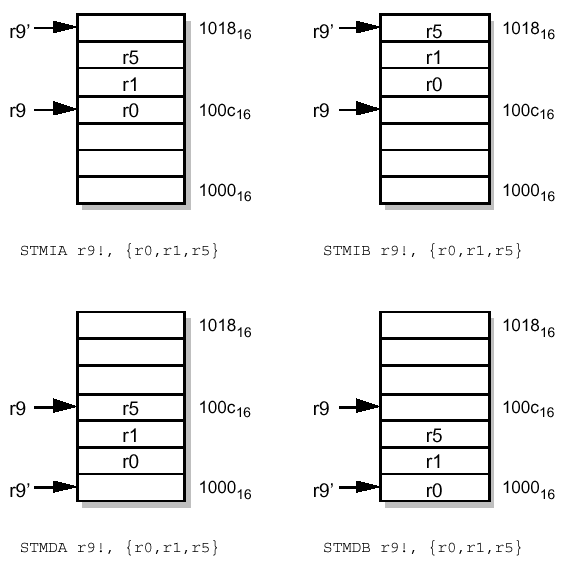 r9’ 1018₁₆ r9’ r5 1018₁₆
r5 r1
r1 r0
r9 r0 100c₁₆ r9 100c₁₆
1000₁₆ 1000₁₆
STMIA r9!, {r0,r1,r5} STMIB r9!, {r0,r1,r5}
1018₁₆ 1018₁₆
r9 r5 100c₁₆ r9 100c₁₆
r1 r5
r0 r1
r9’ 1000₁₆ r9’ r0 1000₁₆
STMDA r9!, {r0,r1,r5} STMDB r9!, {r0,r1,r5}